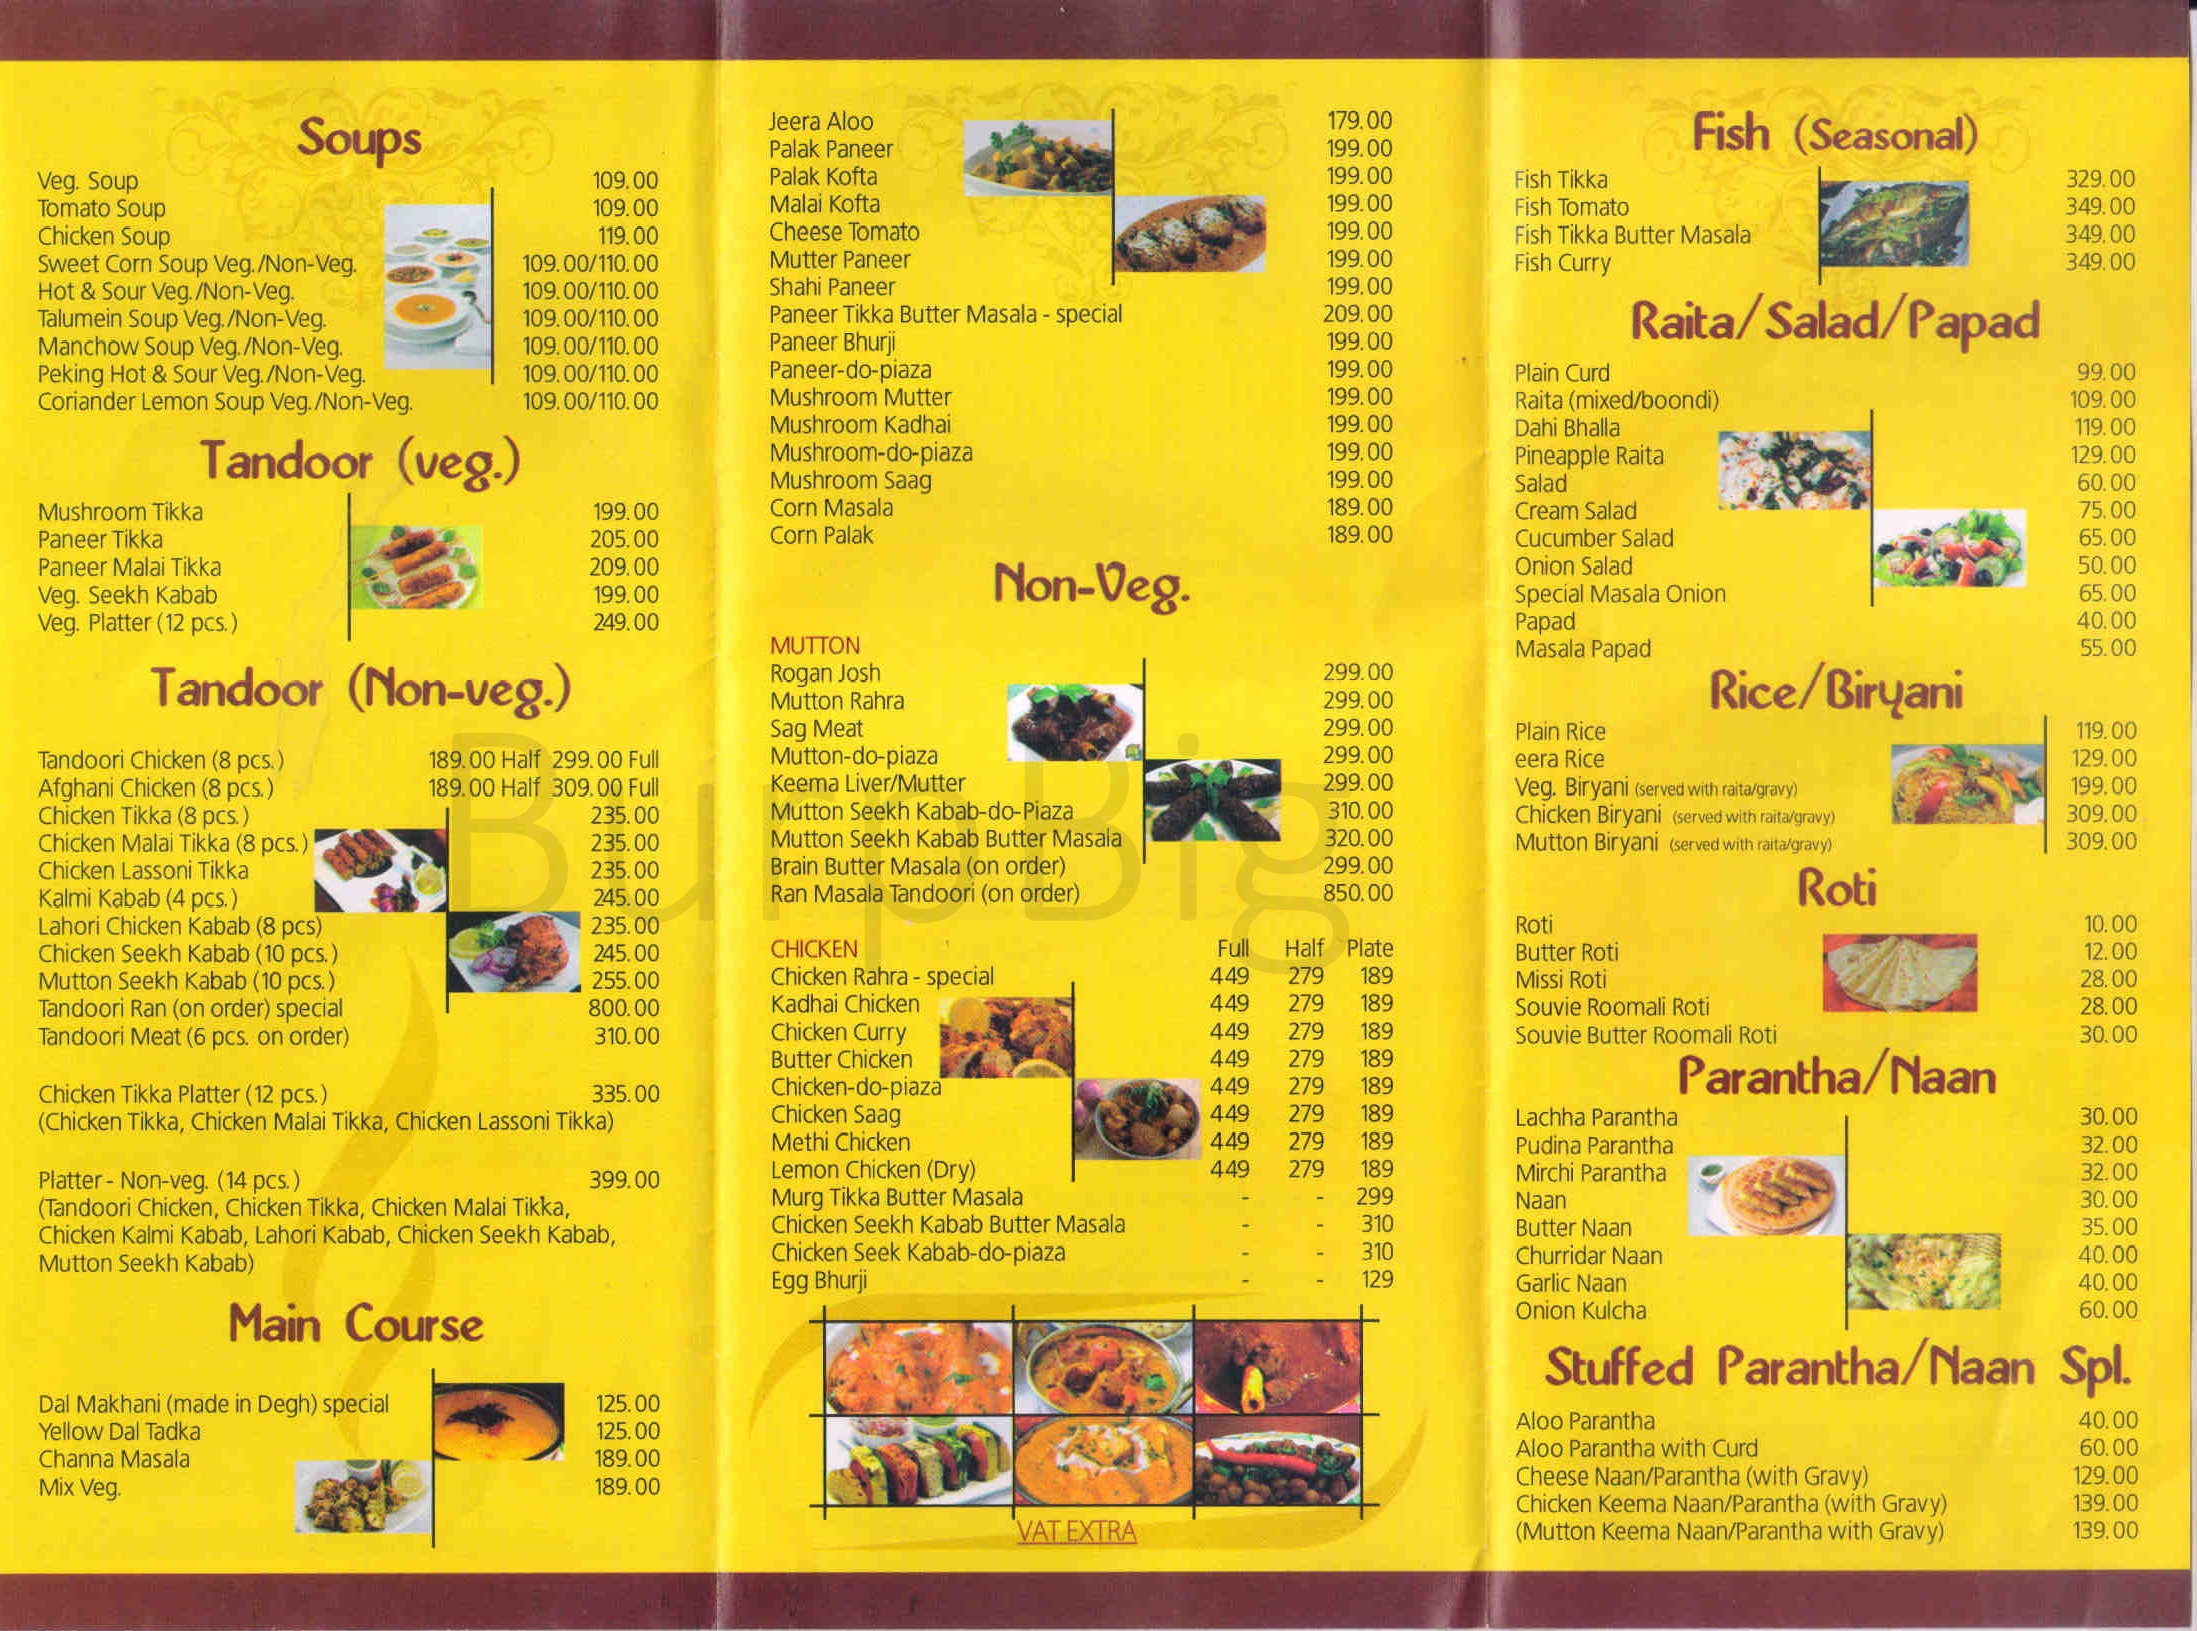 Soups
Veg. Soup 109.00
Tomato Soup 109.00
Chicken Soup 119.00
Sweet Corn Soup Veg./Non-Veg. 109.00/110.00
Hot & Sour Veg./Non-Veg. 109.00/110.00
Talumein Soup Veg./Non-Veg. 109.00/110.00
Manchow Soup Veg./Non-Veg. 109.00/110.00
Peking Hot & Sour Veg./Non-Veg. 109.00/110.00
Coriander Lemon Soup Veg./Non-Veg. 109.00/110.00
Tandoor (veg.)
Mushroom Tikka 199.00
Paneer Tikka 205.00
Paneer Malai Tikka 209.00
Veg. Seekh Kabab 199.00
Veg. Platter (12 pcs.) 249.00
Tandoor (Non-veg.)
Tandoori Chicken (8 pcs.) 189.00 Half 299.00 Full
Afghani Chicken (8 pcs.) 189.00 Half 309.00 Full
Chicken Tikka (8 pcs.) 235.00
Chicken Malai Tikka (8 pcs.) 235.00
Chicken Lassoni Tikka 235.00
Kalmi Kabab (4 pcs.) 245.00
Lahori Chicken Kabab (8 pcs) 235.00
Chicken Seekh Kabab (10 pcs.) 245.00
Mutton Seekh Kabab (10 pcs.) 255.00
Tandoori Ran (on order) special 800.00
Tandoori Meat (6 pcs. on order) 310.00
Chicken Tikka Platter (12 pcs.) 335.00
(Chicken Tikka, Chicken Malai Tikka, Chicken Lassoni Tikka)
Platter - Non-veg. (14 pcs.) 399.00
(Tandoori Chicken, Chicken Tikka, Chicken Malai Tikka,
Chicken Kalmi Kabab, Lahori Kabab, Chicken Seekh Kabab,
Mutton Seekh Kabab)
Main Course
Dal Makhani (made in Degh) special 125.00
Yellow Dal Tadka 125.00
Channa Masala 189.00
Mix Veg. 189.00
Jeera Aloo 179.00
Palak Paneer 199.00
Palak Kofta 199.00
Malai Kofta 199.00
Cheese Tomato 199.00
Mutter Paneer 199.00
Shahi Paneer 199.00
Paneer Tikka Butter Masala - special 209.00
Paneer Bhurji 199.00
Paneer-do-piaza 199.00
Mushroom Mutter 199.00
Mushroom Kadhai 199.00
Mushroom-do-piaza 199.00
Mushroom Saag 199.00
Corn Masala 189.00
Corn Palak 189.00
Non-Veg.
MUTTON
Rogan Josh 299.00
Mutton Rahra 299.00
Sag Meat 299.00
Mutton-do-piaza 299.00
Keema Liver/Mutter 299.00
Mutton Seekh Kabab-do-Piaza 310.00
Mutton Seekh Kabab Butter Masala 320.00
Brain Butter Masala (on order) 299.00
Ran Masala Tandoori (on order) 850.00
CHICKEN Full Half Plate
Chicken Rahra - special 449 279 189
Kadhai Chicken 449 279 189
Chicken Curry 449 279 189
Butter Chicken 449 279 189
Chicken-do-piaza 449 279 189
Chicken Saag 449 279 189
Methi Chicken 449 279 189
Lemon Chicken (Dry) 449 279 189
Murg Tikka Butter Masala - - 299
Chicken Seekh Kabab Butter Masala - - 310
Chicken Seek Kabab-do-piaza - - 310
Egg Bhurji - - 129
VAT EXTRA
Fish (Seasonal)
Fish Tikka 329.00
Fish Tomato 349.00
Fish Tikka Butter Masala 349.00
Fish Curry 349.00
Raita/Salad/Papad
Plain Curd 99.00
Raita (mixed/boondi) 109.00
Dahi Bhalla 119.00
Pineapple Raita 129.00
Salad 60.00
Cream Salad 75.00
Cucumber Salad 65.00
Onion Salad 50.00
Special Masala Onion 65.00
Papad 40.00
Masala Papad 55.00
Rice/Biryani
Plain Rice 119.00
eera Rice 129.00
Veg. Biryani (served with raita/gravy) 199.00
Chicken Biryani (served with raita/gravy) 309.00
Mutton Biryani (served with raita/gravy) 309.00
Roti
Roti 10.00
Butter Roti 12.00
Missi Roti 28.00
Souvie Roomali Roti 28.00
Souvie Butter Roomali Roti 30.00
Parantha/Naan
Lachha Parantha 30.00
Pudina Parantha 32.00
Mirchi Parantha 32.00
Naan 30.00
Butter Naan 35.00
Churridar Naan 40.00
Garlic Naan 40.00
Onion Kulcha 60.00
Stuffed Parantha/Naan Spl.
Aloo Parantha 40.00
Aloo Parantha with Curd 60.00
Cheese Naan/Parantha (with Gravy) 129.00
Chicken Keema Naan/Parantha (with Gravy) 139.00
(Mutton Keema Naan/Parantha with Gravy) 139.00
BurpBig